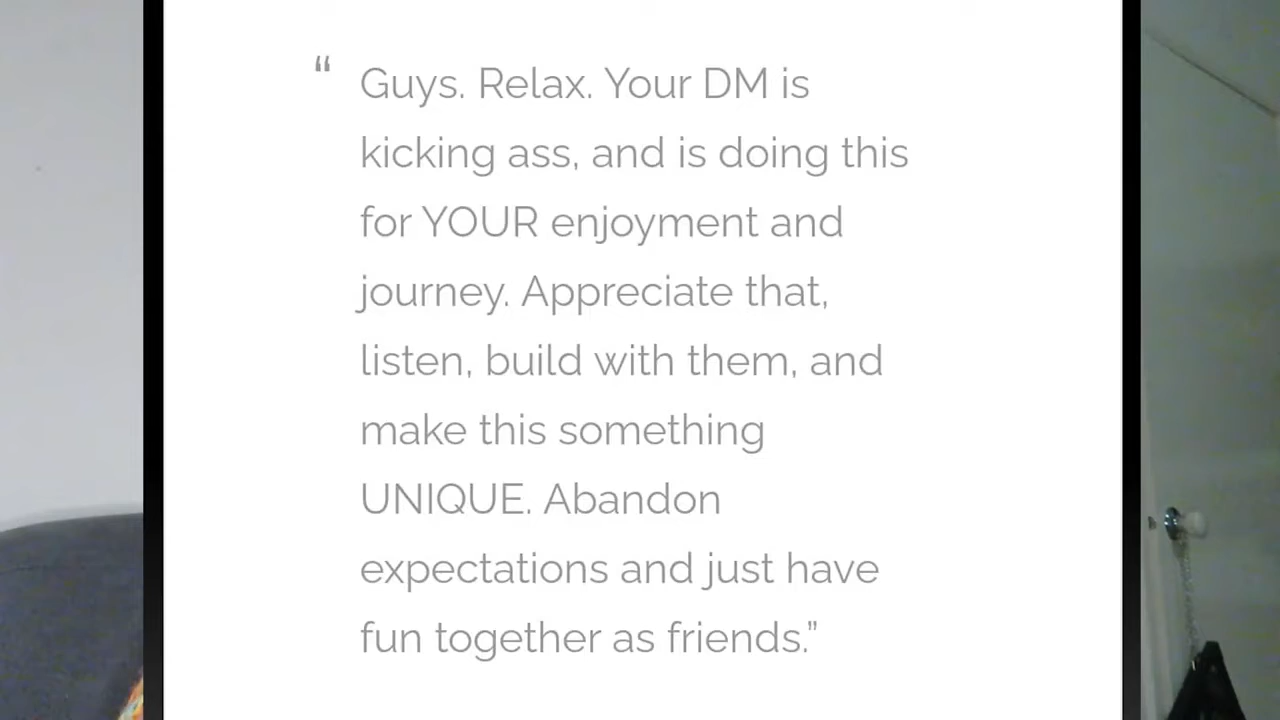 “ Guys. Relax. Your DM is
kicking ass, and is doing this
for YOUR enjoyment and
journey. Appreciate that,
listen, build with them, and
make this something
UNIQUE. Abandon
expectations and just have
fun together as friends.”